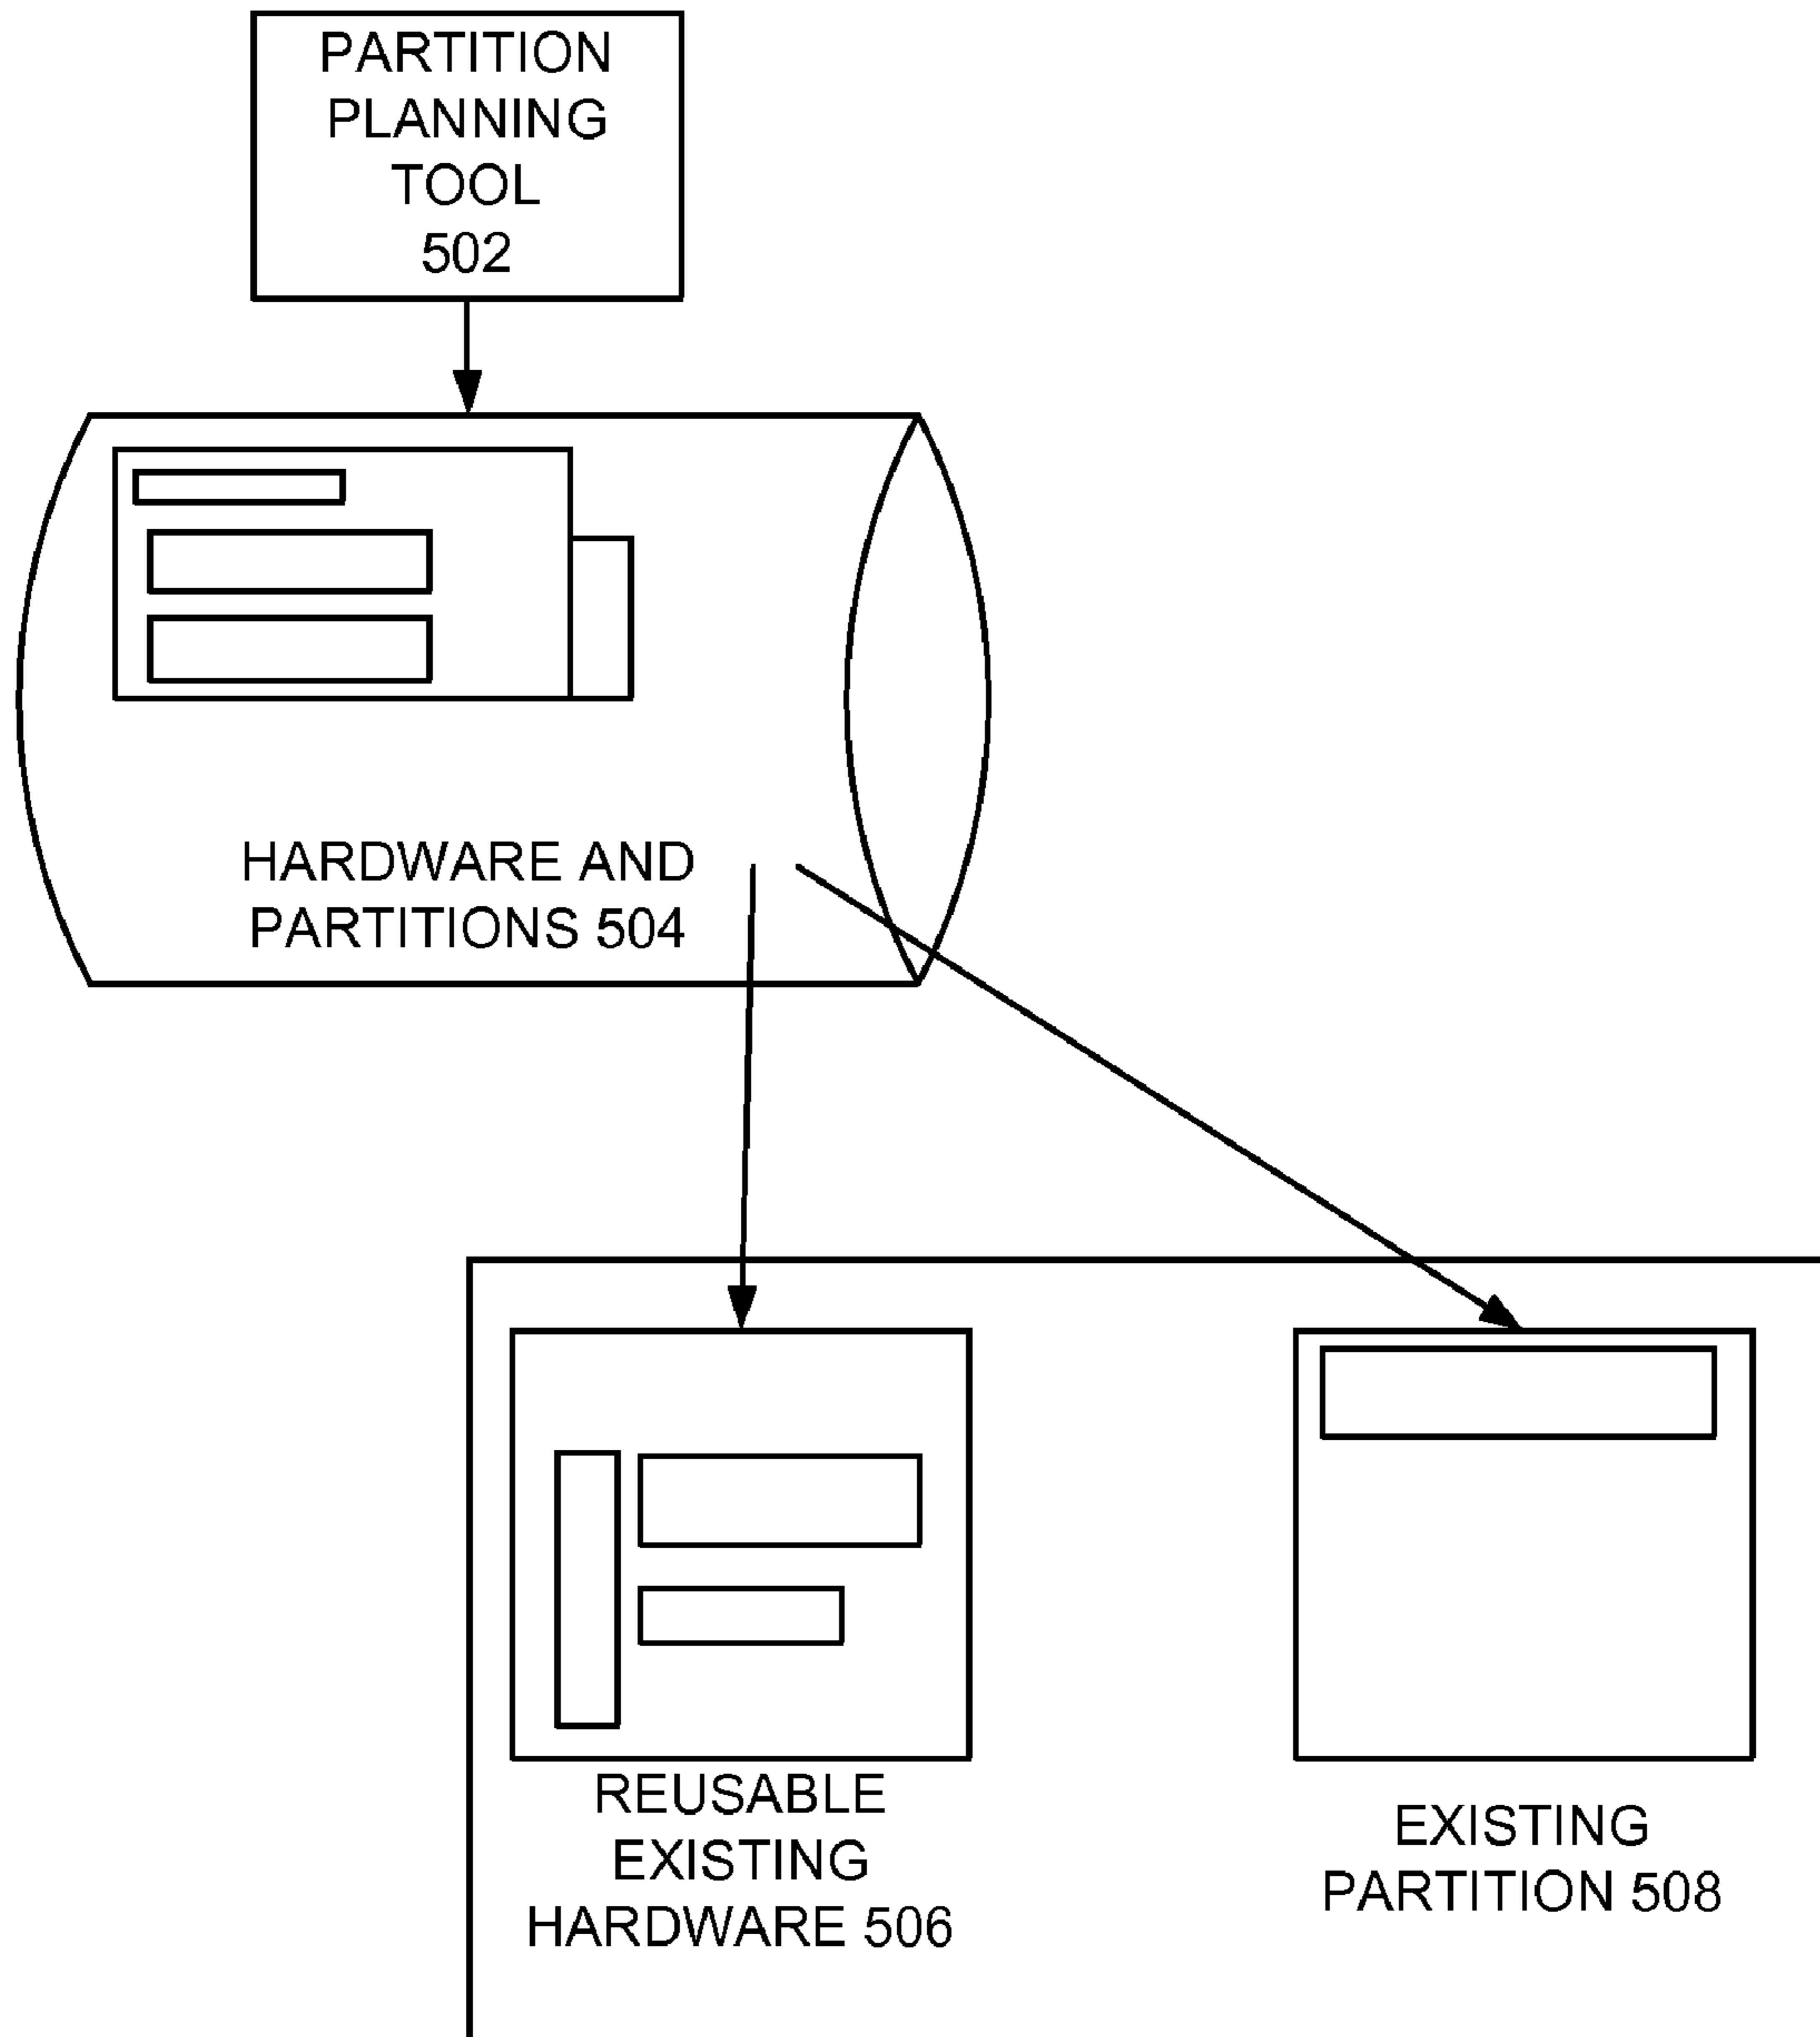 PARTITION
PLANNING
TOOL
502
HARDWARE AND
PARTITIONS 504
REUSABLE
EXISTING
HARDWARE 506
EXISTING
PARTITION 508